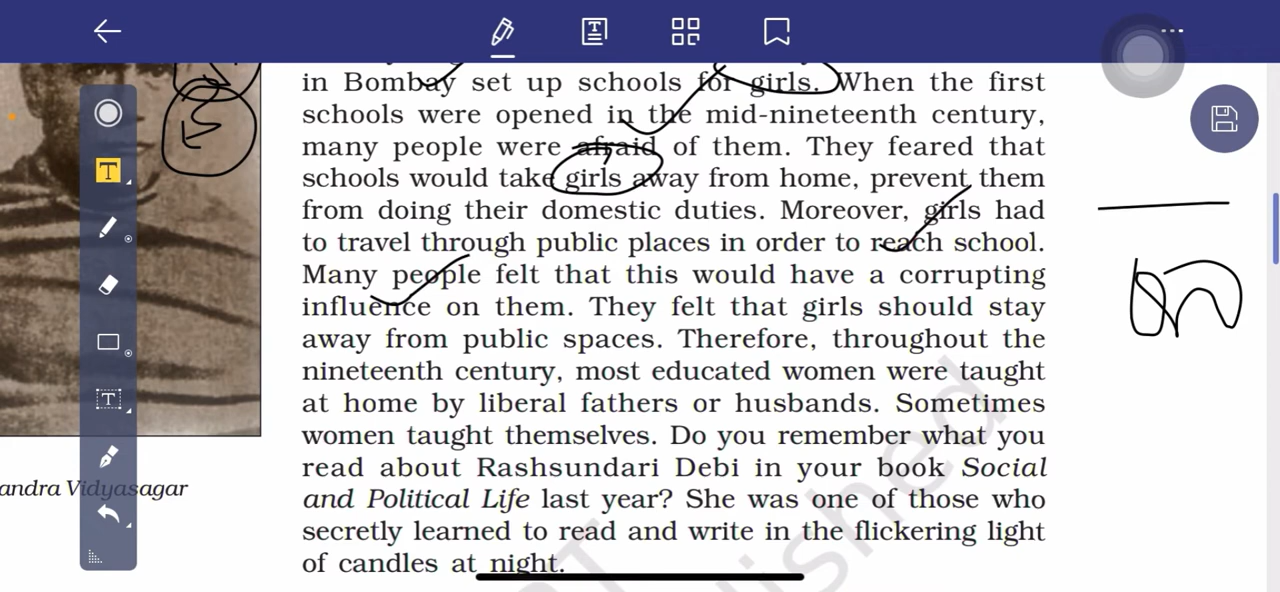 in Bombay set up schools for girls. When the first
schools were opened in the mid-nineteenth century,
many people were afraid of them. They feared that
schools would take girls away from home, prevent them
from doing their domestic duties. Moreover, girls had
to travel through public places in order to reach school.
Many people felt that this would have a corrupting
influence on them. They felt that girls should stay
away from public spaces. Therefore, throughout the
nineteenth century, most educated women were taught
at home by liberal fathers or husbands. Sometimes
women taught themselves. Do you remember what you
read about Rashsundari Debi in your book Social
and Political Life last year? She was one of those who
secretly learned to read and write in the flickering light
of candles at night.
andra Vidyasagar